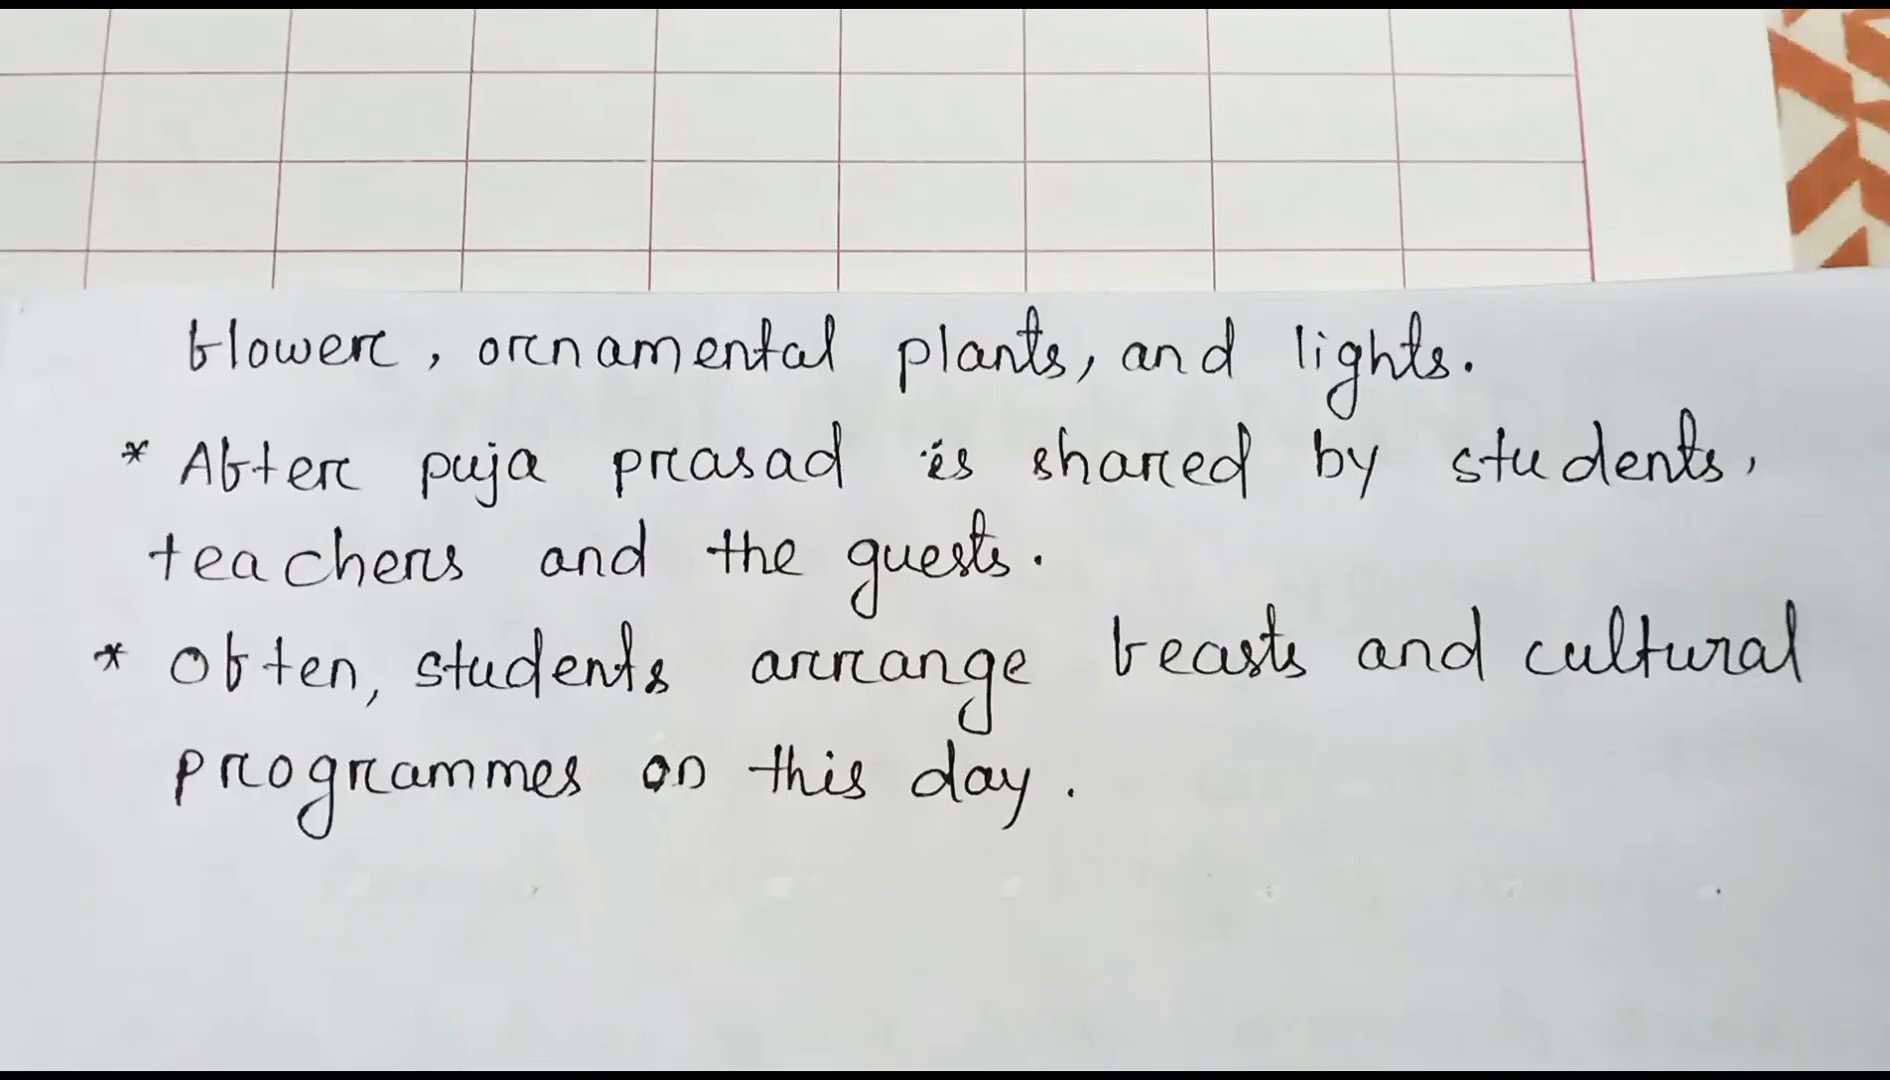 flower, ornamental plants, and lights.
* After puja prasad is shared by students,
teachers and the guests.
* Often, students arrange feasts and cultural
programmes on this day.